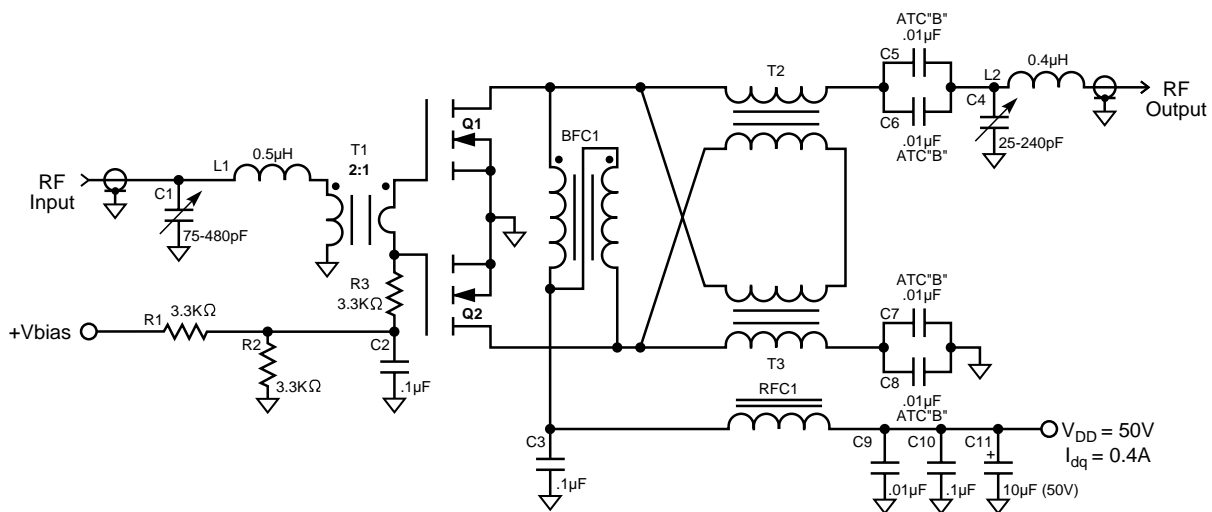 ATC"B"
.01µF
C5
C6
.01µF
ATC"B"
T2
L2
0.4µH
C4
25-240pF
RF
Output
Q1
BFC1
T1
2:1
0.5µH
L1
RF
Input
C1
75-480pF
R3
3.3KΩ
Q2
+Vbias
R1
3.3KΩ
R2
3.3KΩ
C2
.1µF
ATC"B"
.01µF
C7
C8
.01µF
ATC"B"
T3
RFC1
C3
.1µF
C9
.01µF
C10
.1µF
C11
+
10µF (50V)
VDD = 50V
Idq = 0.4A